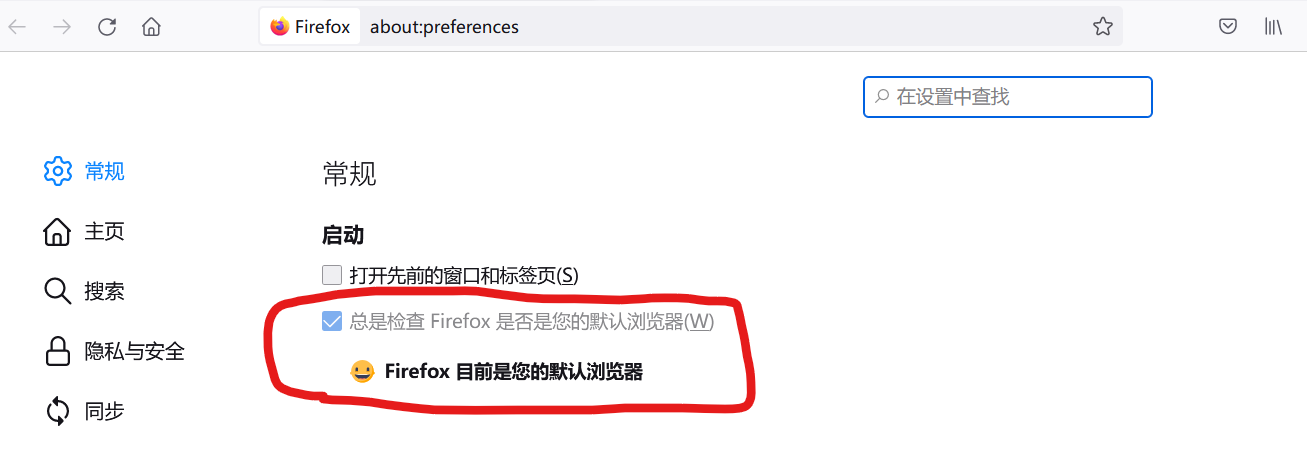 Firefox about:preferences
在设置中查找
常规
主页
搜索
隐私与安全
同步
常规
启动
打开先前的窗口和标签页(S)
总是检查 Firefox 是否是您的默认浏览器(W)
Firefox 目前是您的默认浏览器